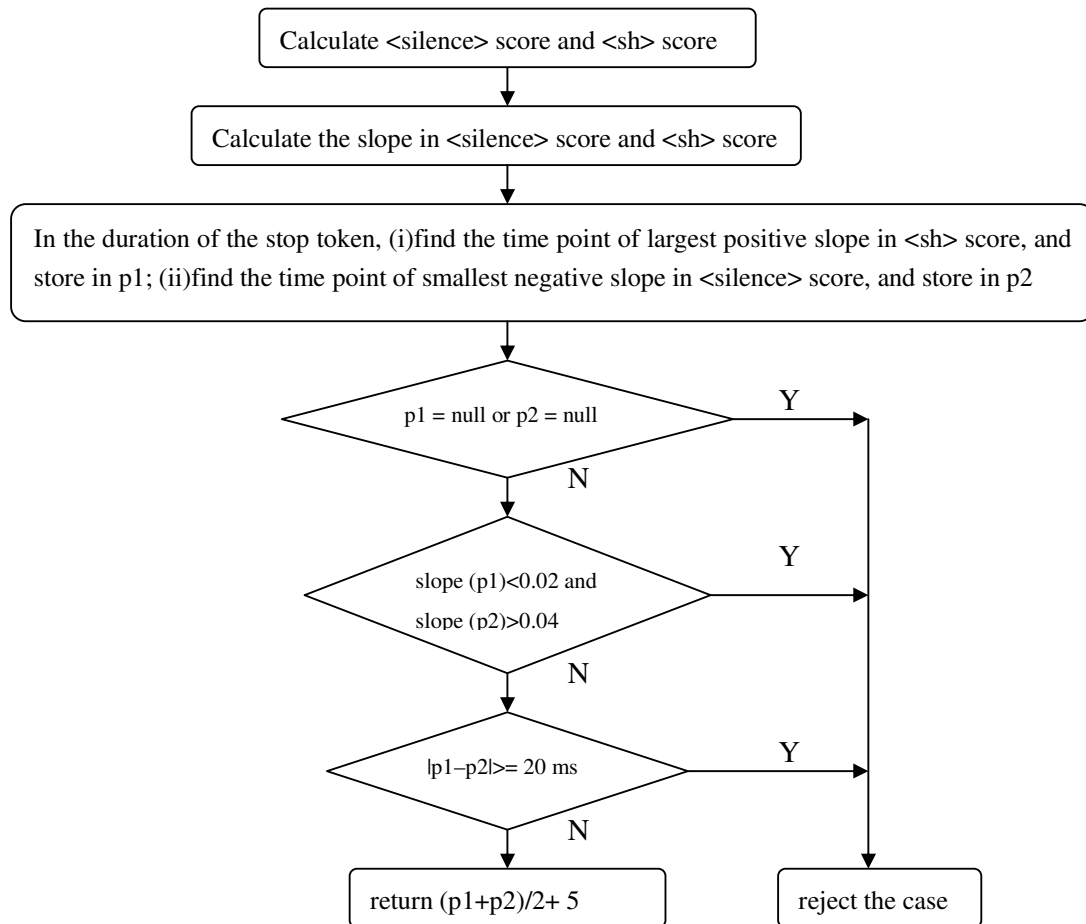 Calculate <silence> score and <sh> score
Calculate the slope in <silence> score and <sh> score
In the duration of the stop token, (i)find the time point of largest positive slope in <sh> score, and
store in p1; (ii)find the time point of smallest negative slope in <silence> score, and store in p2
p1 = null or p2 = null
Y
N
slope (p1)<0.02 and
slope (p2)>0.04
Y
N
|p1–p2|>= 20 ms
Y
N
return (p1+p2)/2+ 5
reject the case